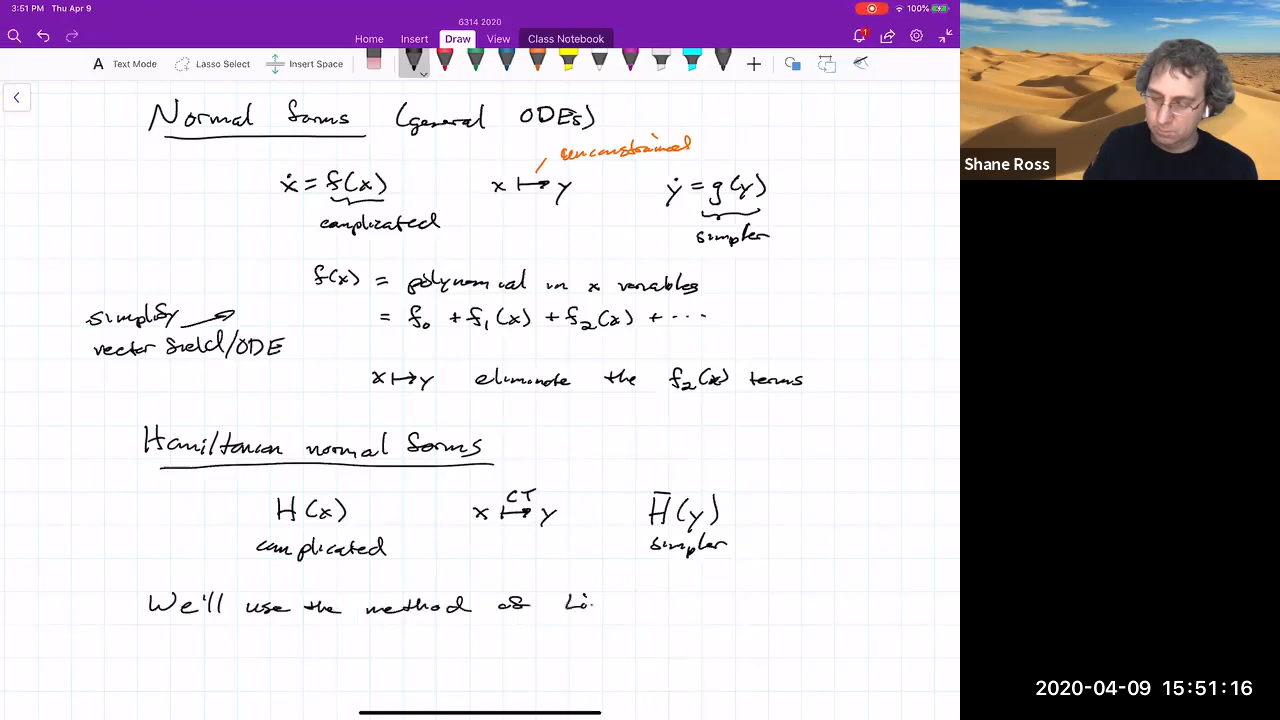 3:51 PM Thu Apr 9
100%
6314 2020
Home Insert Draw View Class Notebook
Text Mode Lasso Select Insert Space
Normal forms (general ODEs)
unconstrained
ẋ = f(x) x ↦ y ẏ = g(y)
complicated simpler
f(x) = polynomial in x variables
= f₀ + f₁(x) + f₂(x) + ···
simplify
vector field/ODE
x ↦ y eliminate the f₂(x) terms
Hamiltonian normal forms
CT
H(x) x ↦ y H̅(y)
complicated simpler
We'll use the method of Li
Shane Ross
2020-04-09 15:51:16